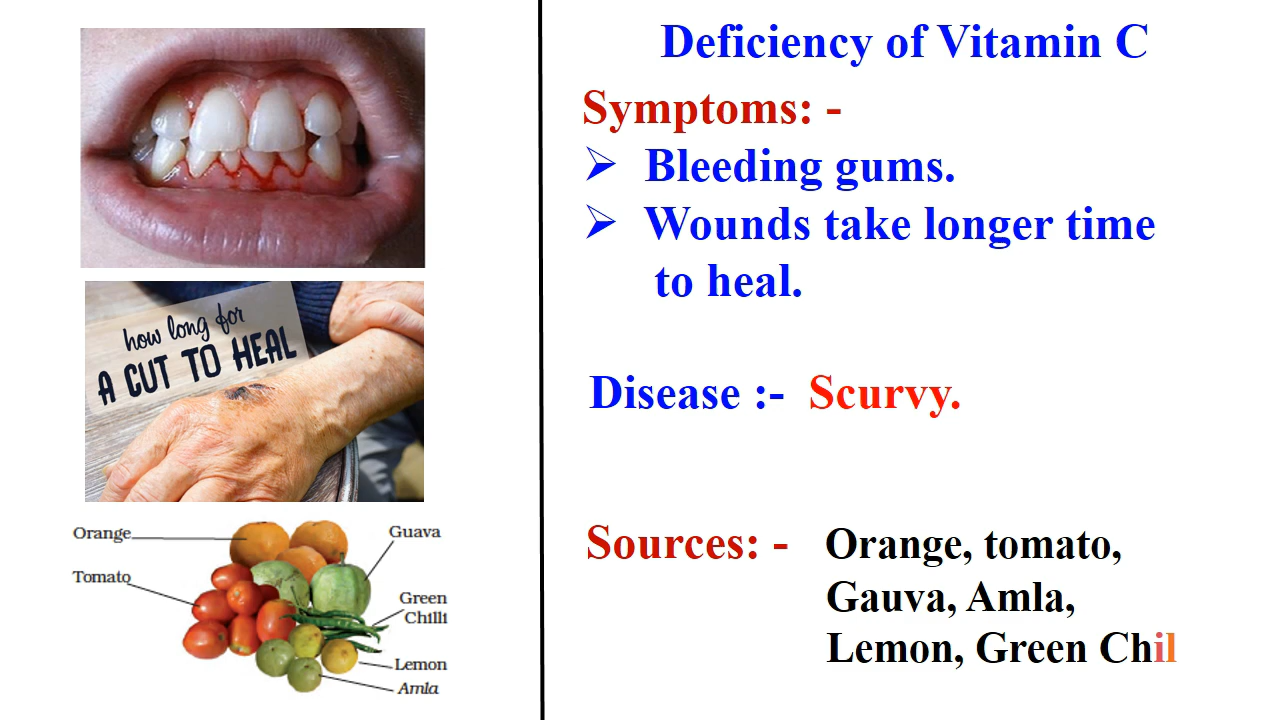 Deficiency of Vitamin C
Symptoms: -
➢ Bleeding gums.
➢ Wounds take longer time
to heal.
Disease :- Scurvy.
Sources: - Orange, tomato,
Gauva, Amla,
Lemon, Green Chil
how long for
A CUT TO HEAL
Orange
Guava
Tomato
Green
Chilli
Lemon
Amla